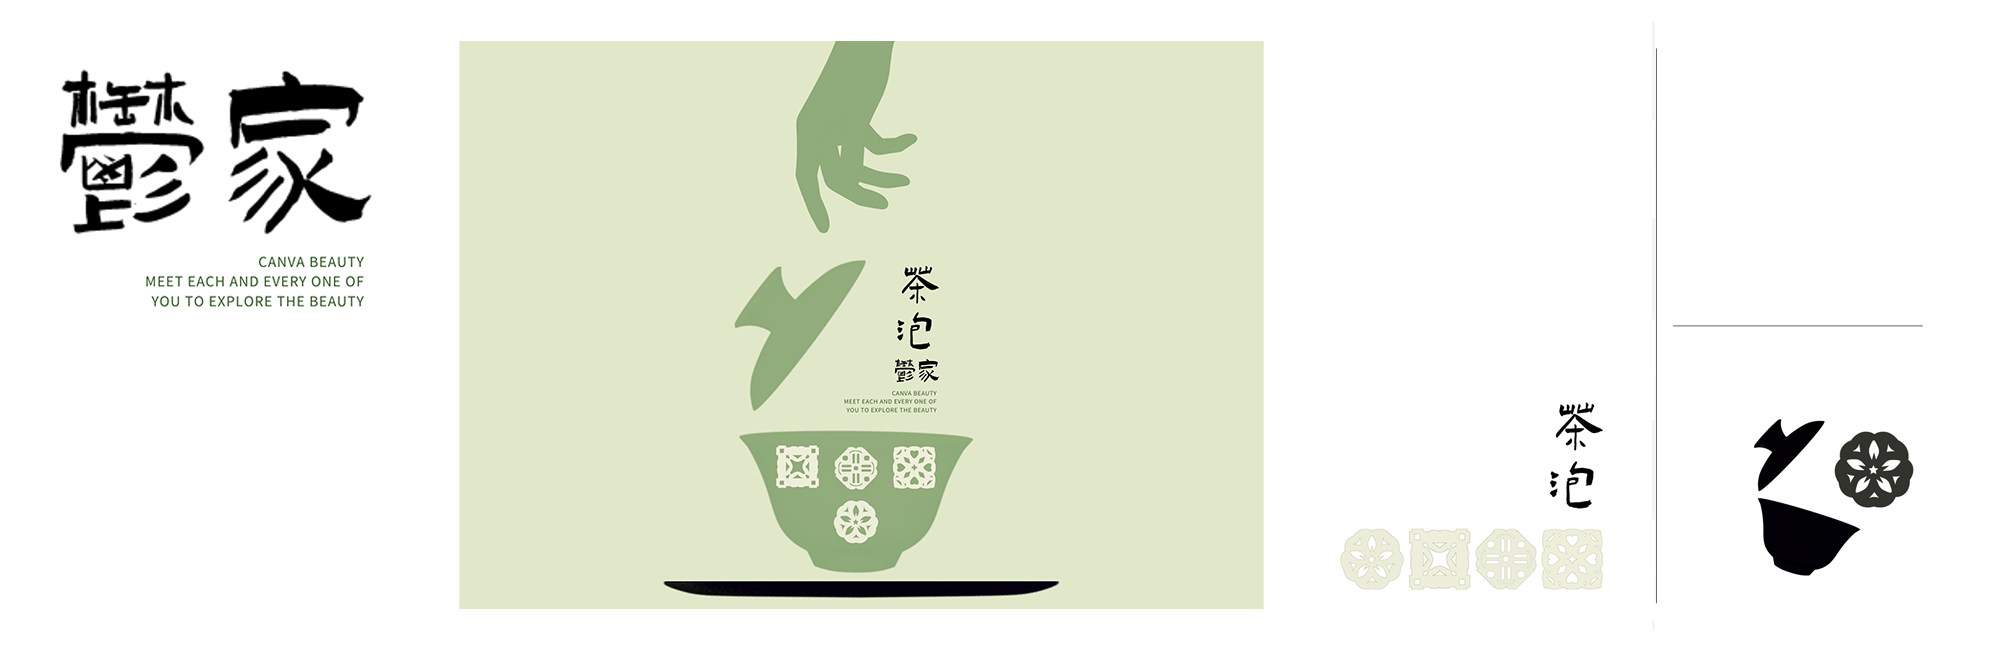 鬱家
CANVA BEAUTY
MEET EACH AND EVERY ONE OF
YOU TO EXPLORE THE BEAUTY
茶
泡
鬱家
CANVA BEAUTY
MEET EACH AND EVERY ONE OF
YOU TO EXPLORE THE BEAUTY
茶
泡